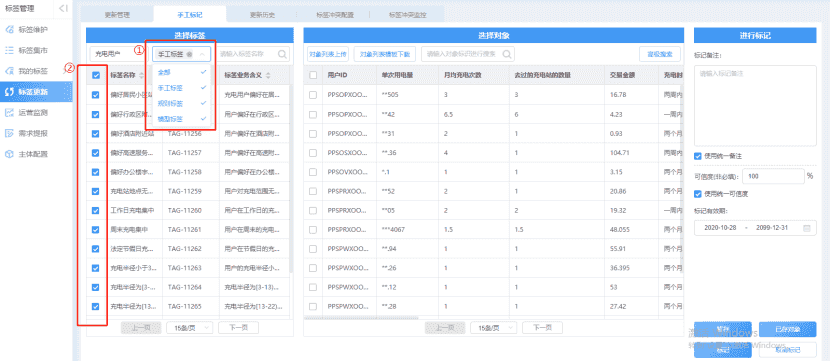 标签管理
标签维护
标签集市
我的标签
标签更新
运营监测
需求提报
主体配置
更新管理
手工标记
更新历史
标签冲突配置
标签冲突监控
选择标签
充电用户
①
手工标签
请输入标签名称
全部
手工标签
规则标签
模型标签
②
标签名称
标签业务含义
偏好居民小区站
充电用户偏好在居...
偏好行政区附...
用户偏好在行政...
偏好酒店附近站
TAG-11256
用户偏好在酒店附...
偏好高速服务...
TAG-11257
用户偏好在高速附...
偏好办公楼宇...
TAG-11258
用户偏好在办公...
充电站地点无...
TAG-11259
用户对充电范围无...
工作日充电集中
TAG-11260
用户在工作日的充...
周末充电集中
TAG-11261
用户在周末的充电...
法定节假日充...
TAG-11262
用户在节假日的充...
充电半径小于3...
TAG-11263
用户的充电半径小...
充电半径为[3-...
TAG-11264
充电半径为[3-13)...
充电半径为[13...
TAG-11265
充电半径为[13-22)...
上一页
15条/页
下一页
选择对象
对象列表上传
对象列表模板下载
请输入对象标识进行搜索
高级搜索
用户ID
单次用电量
月均充电次数
去过的充电站的数量
交易金额
充电时
PPSOPXOO...
**505
3
3
16.78
两周内
PPSOPXOO...
**42
6.5
6
4.23
一周内
PPSOPXOO...
**31
2
1
0.93
两个月
PPSOSXOO...
**.36
4
1
104.71
两周内
PPSOVXOO...
*.1
1
1
3.15
两个月
PPSPRXOO...
**52
2
1
20.86
两个月
PPSPRXOO...
**05
2
2
19.32
一周内
PPSPRXOO...
***4067
1.5
1.5
48.055
两个月
PPSPWXOO...
**.94
1
1
55.91
两个月
PPSPWXOO...
**.26
1
1
36.395
两个月
PPSPWXOO...
**.12
1
1
53
两个月
PPSPWXOO...
**.28
1
1
27.42
两个月
上一页
15条/页
下一页
进行标记
标记备注:
请输入标记备注
使用统一备注
可信度(非必填):
100
%
使用统一可信度
标记有效期:
2020-10-28 - 2099-12-31
已存对象
标记
取消标记